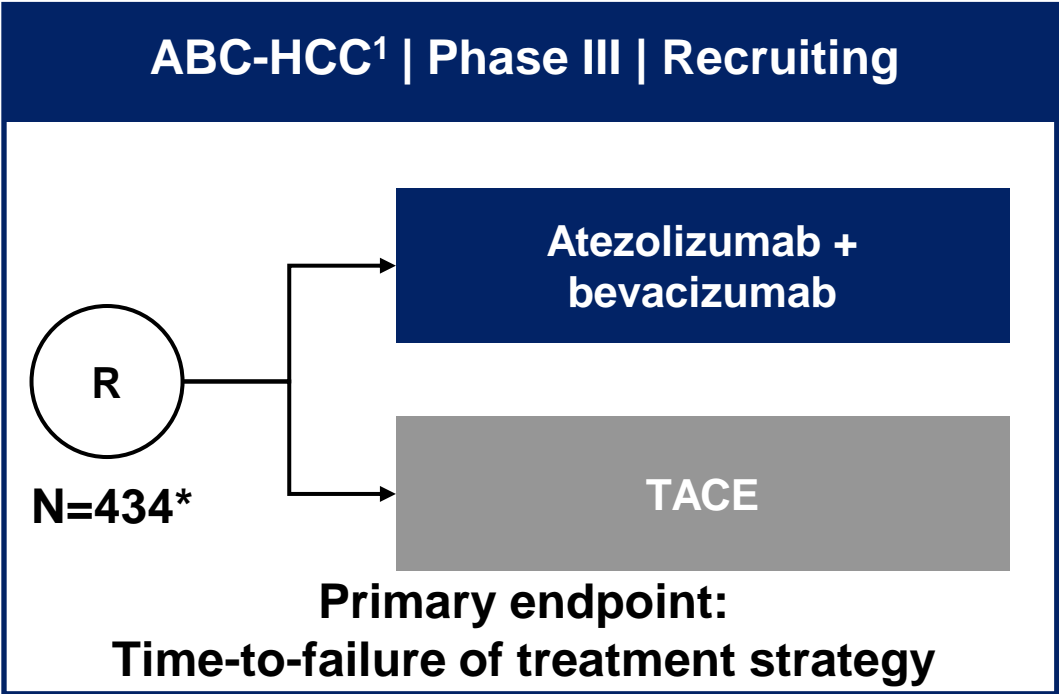 ABC-HCC¹ | Phase III | Recruiting
Atezolizumab +
bevacizumab
R
N=434*
TACE
Primary endpoint:
Time-to-failure of treatment strategy